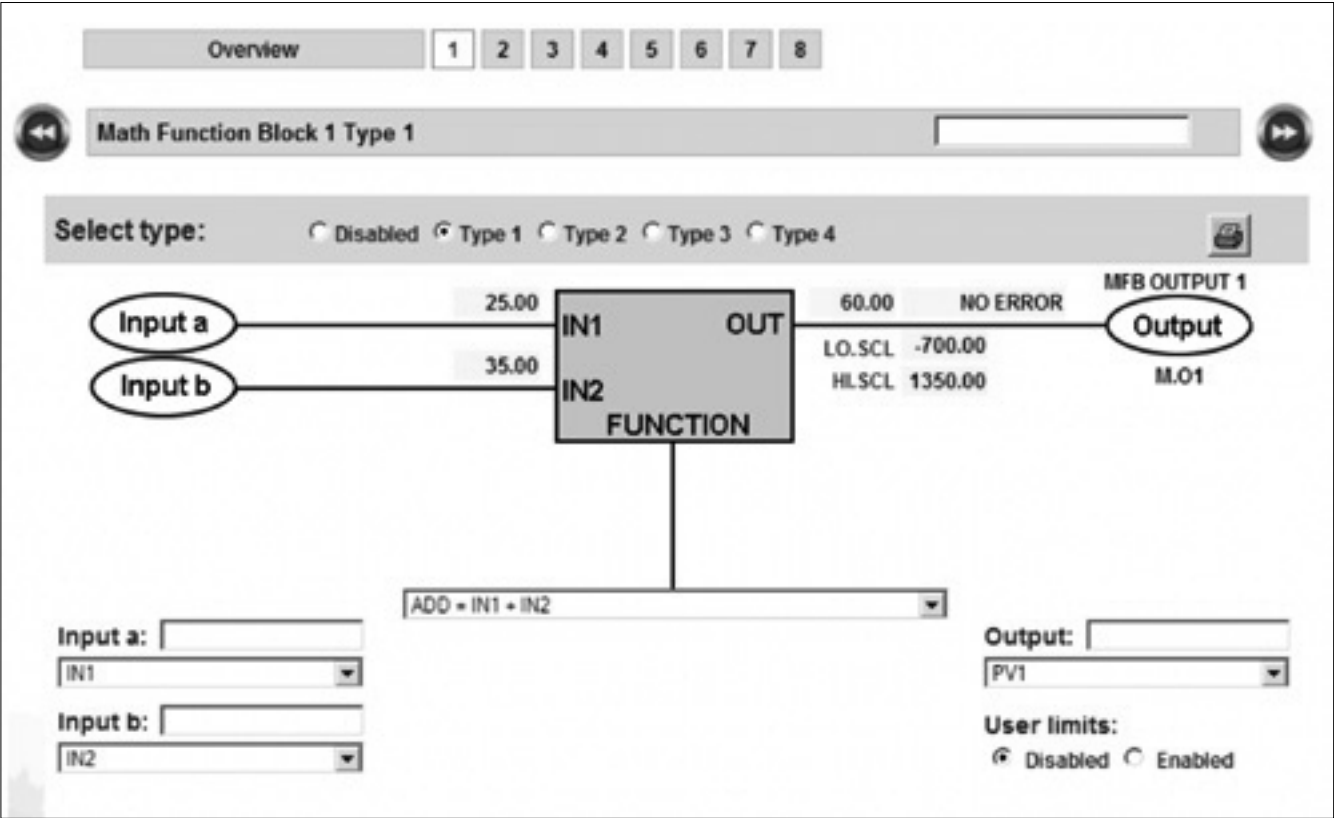 Overview 1 2 3 4 5 6 7 8
Math Function Block 1 Type 1
Select type: Disabled Type 1 Type 2 Type 3 Type 4
MFB OUTPUT 1
25.00 60.00 NO ERROR
Input a IN1 OUT Output
LO.SCL -700.00
35.00
HI.SCL 1350.00 M.O1
Input b IN2
FUNCTION
ADD = IN1 + IN2
Input a: Output:
IN1 PV1
Input b: User limits:
IN2 Disabled Enabled